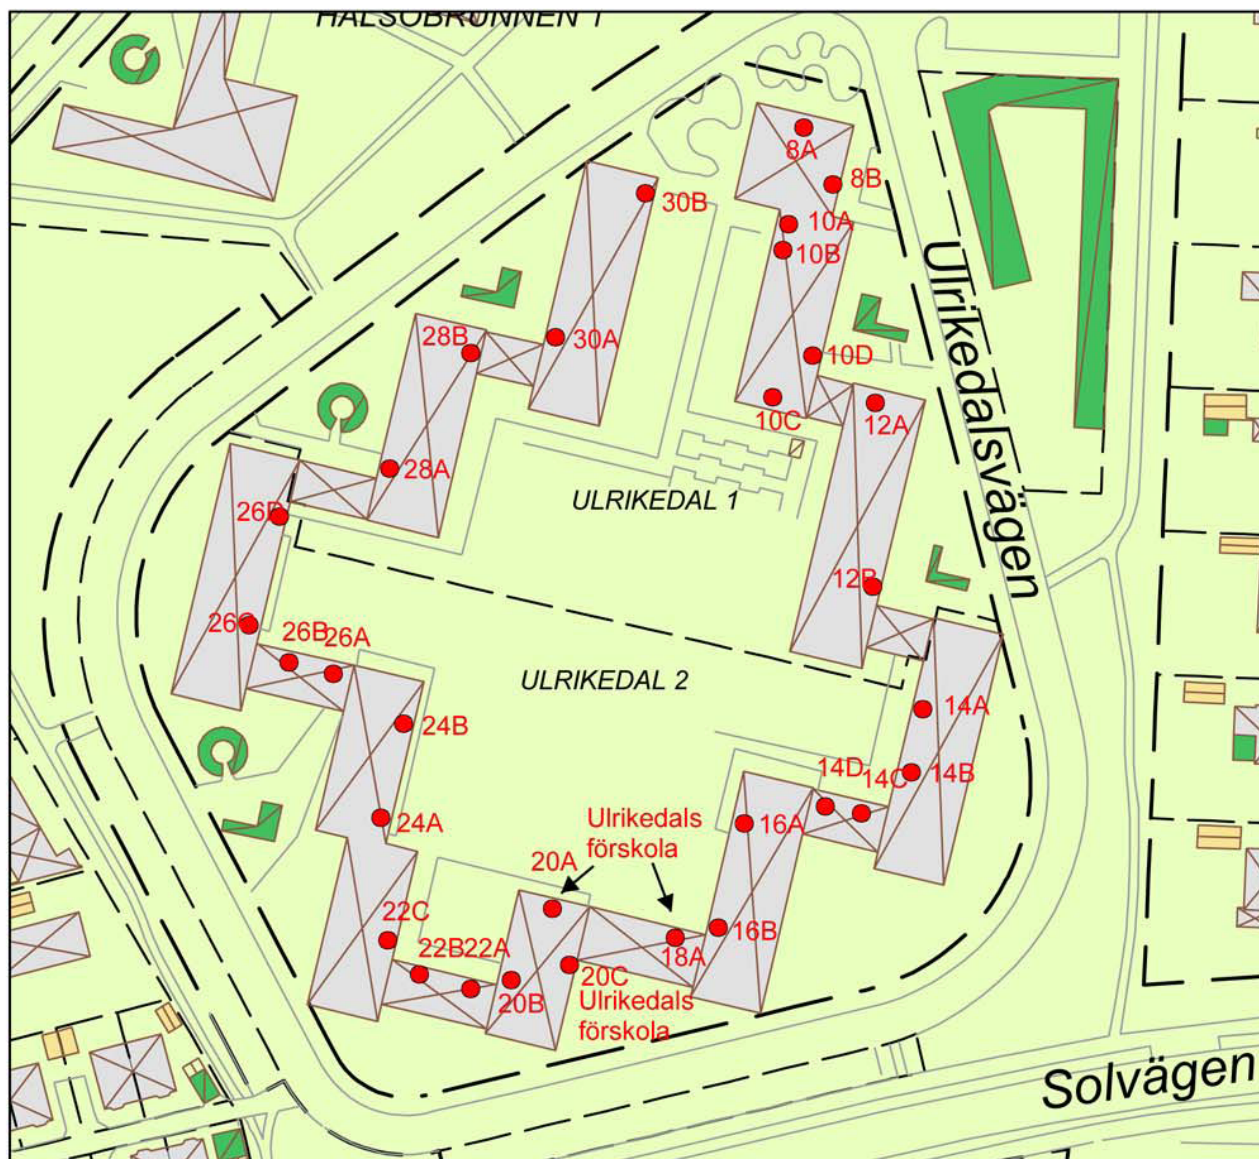 HÄLSOBRUNNEN 1
8A
8B
30B
10A
10B
Ulrikedalsvägen
28B
30A
10D
10C
12A
28A
ULRIKEDAL 1
26D
12B
26C
26B
26A
ULRIKEDAL 2
24B
14A
14D
14C
14B
24A
Ulrikedals
förskola
16A
20A
22C
22B
22A
18A
16B
20B
20C
Ulrikedals
förskola
Solvägen